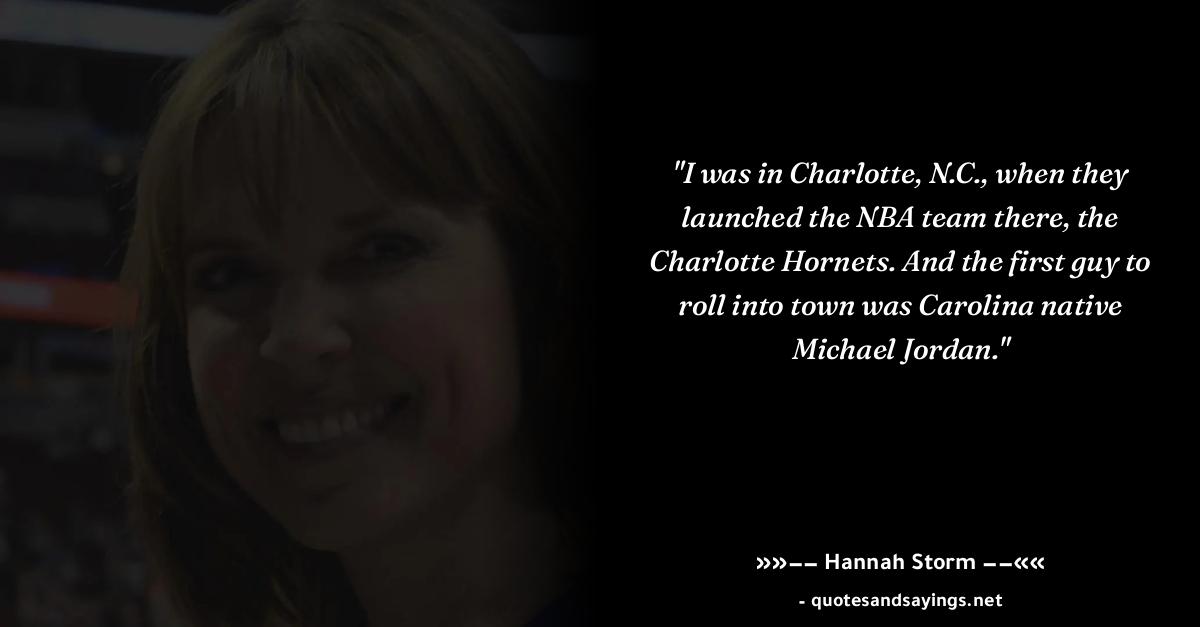 "I was in Charlotte, N.C., when they
launched the NBA team there, the
Charlotte Hornets. And the first guy to
roll into town was Carolina native
Michael Jordan."
»»−− Hannah Storm −−««
- quotesandsayings.net